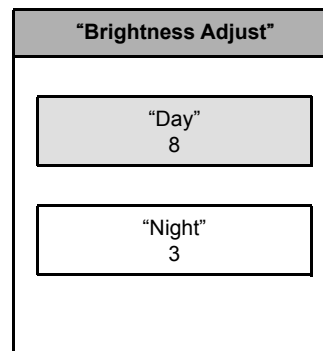 “Brightness Adjust”
“Day”
8
“Night”
3